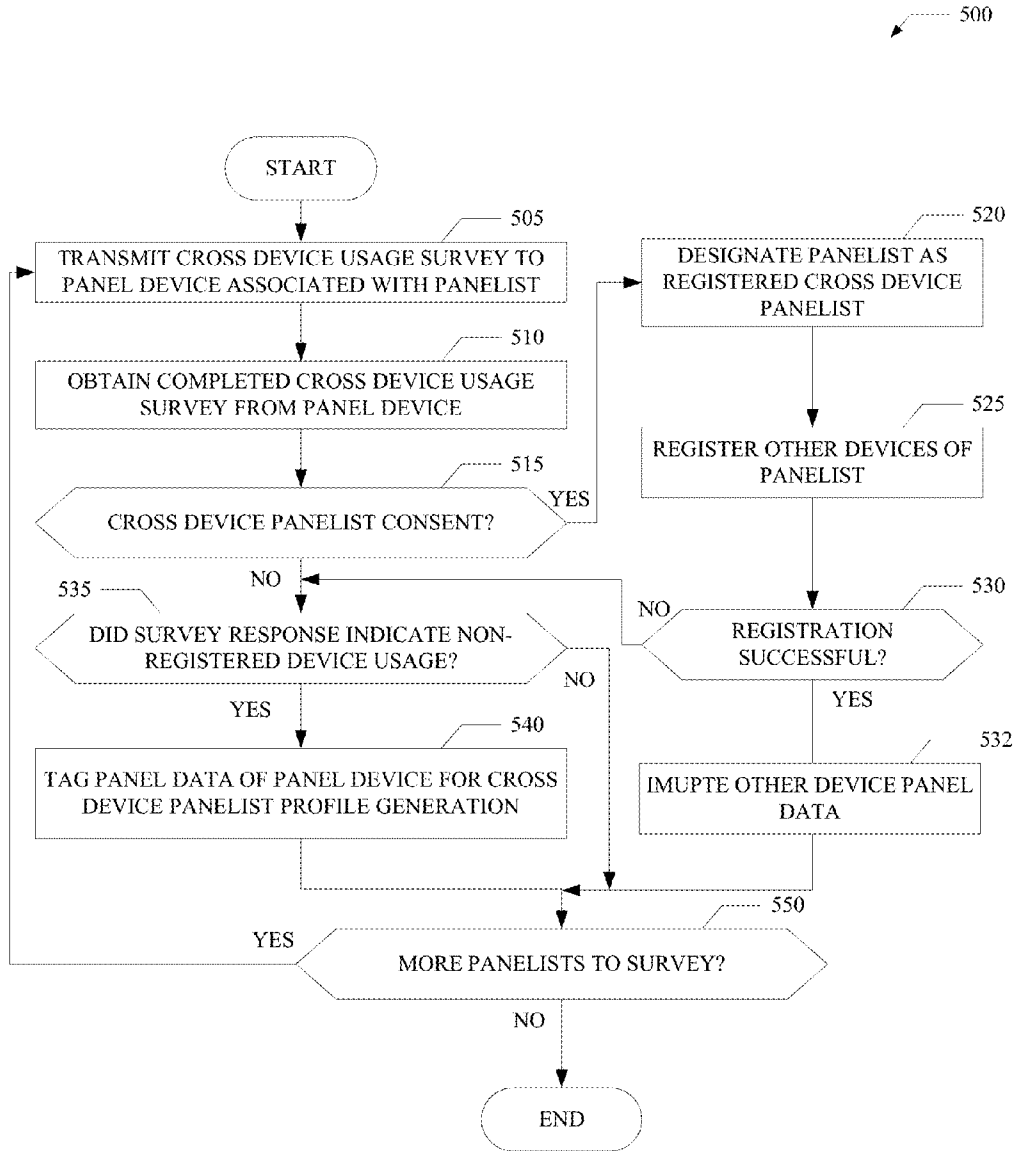 500
START
505
TRANSMIT CROSS DEVICE USAGE SURVEY TO
PANEL DEVICE ASSOCIATED WITH PANELIST
510
OBTAIN COMPLETED CROSS DEVICE USAGE
SURVEY FROM PANEL DEVICE
515
CROSS DEVICE PANELIST CONSENT?
YES
NO
520
DESIGNATE PANELIST AS
REGISTERED CROSS DEVICE
PANELIST
525
REGISTER OTHER DEVICES OF
PANELIST
530
REGISTRATION
SUCCESSFUL?
NO
YES
532
IMUPTE OTHER DEVICE PANEL
DATA
535
DID SURVEY RESPONSE INDICATE NON-
REGISTERED DEVICE USAGE?
NO
YES
540
TAG PANEL DATA OF PANEL DEVICE FOR CROSS
DEVICE PANELIST PROFILE GENERATION
550
MORE PANELISTS TO SURVEY?
YES
NO
END